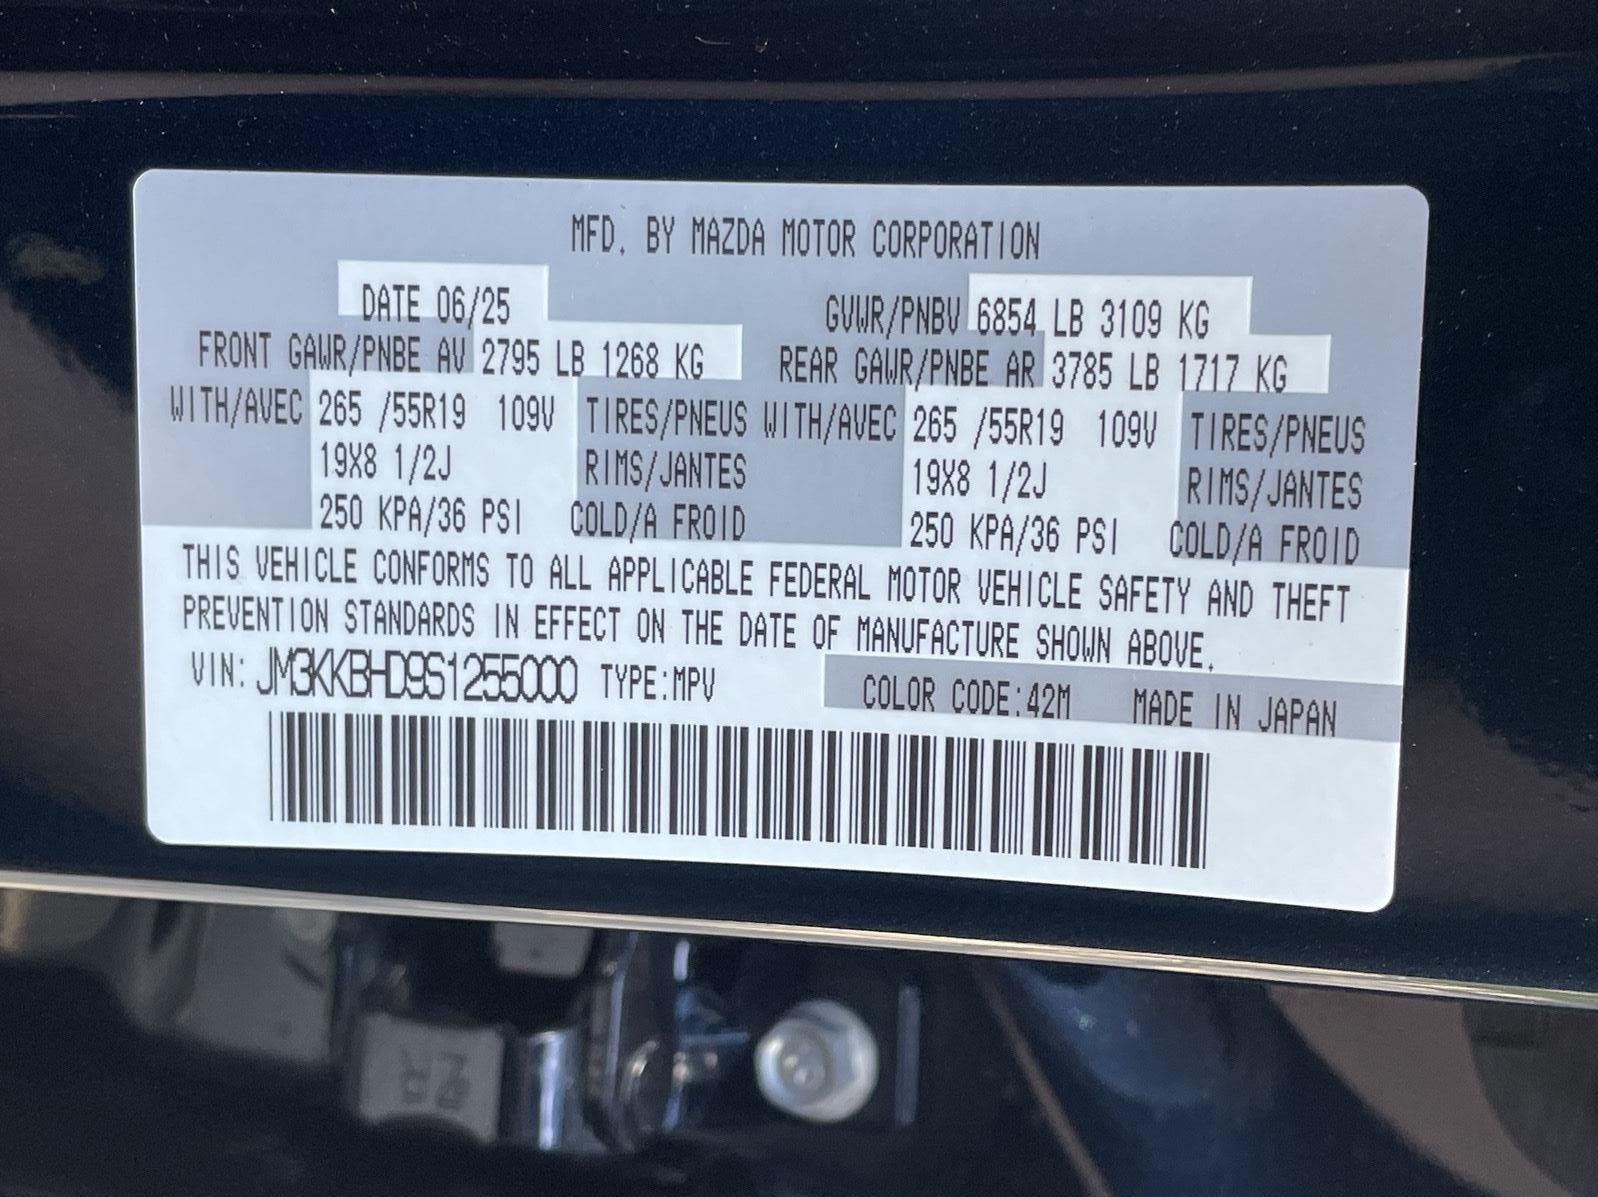 MFD. BY MAZDA MOTOR CORPORATION
DATE 06/25 GVWR/PNBV 6854 LB 3109 KG
FRONT GAWR/PNBE AV 2795 LB 1268 KG REAR GAWR/PNBE AR 3785 LB 1717 KG
WITH/AVEC 265 /55R19 109V TIRES/PNEUS WITH/AVEC 265 /55R19 109V TIRES/PNEUS
19X8 1/2J RIMS/JANTES 19X8 1/2J RIMS/JANTES
250 KPA/36 PSI COLD/A FROID 250 KPA/36 PSI COLD/A FROID
THIS VEHICLE CONFORMS TO ALL APPLICABLE FEDERAL MOTOR VEHICLE SAFETY AND THEFT
PREVENTION STANDARDS IN EFFECT ON THE DATE OF MANUFACTURE SHOWN ABOVE.
VIN: JM3KKBHD9S1255000 TYPE:MPV COLOR CODE:42M MADE IN JAPAN